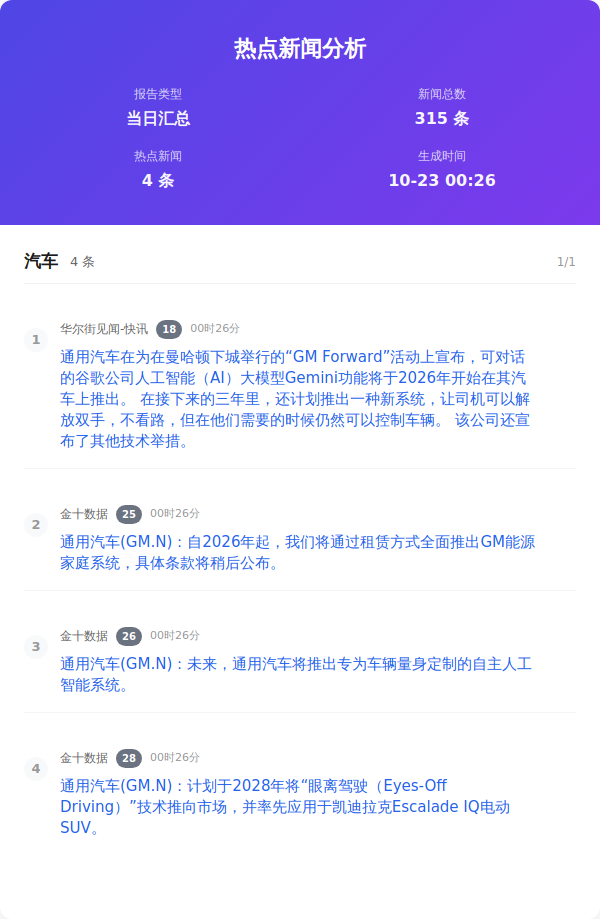 热点新闻分析
报告类型
新闻总数
当日汇总
315 条
热点新闻
生成时间
4 条
10-23 00:26
汽车 4 条 1/1
1
华尔街见闻-快讯 18 00时26分
通用汽车在为在曼哈顿下城举行的“GM Forward”活动上宣布，可对话
的谷歌公司人工智能（AI）大模型Gemini功能将于2026年开始在其汽
车上推出。 在接下来的三年里，还计划推出一种新系统，让司机可以解
放双手，不看路，但在他们需要的时候仍然可以控制车辆。 该公司还宣
布了其他技术举措。
2
金十数据 25 00时26分
通用汽车(GM.N)：自2026年起，我们将通过租赁方式全面推出GM能源
家庭系统，具体条款将稍后公布。
3
金十数据 26 00时26分
通用汽车(GM.N)：未来，通用汽车将推出专为车辆量身定制的自主人工
智能系统。
4
金十数据 28 00时26分
通用汽车(GM.N)：计划于2028年将“眼离驾驶（Eyes-Off
Driving）”技术推向市场，并率先应用于凯迪拉克Escalade IQ电动
SUV。